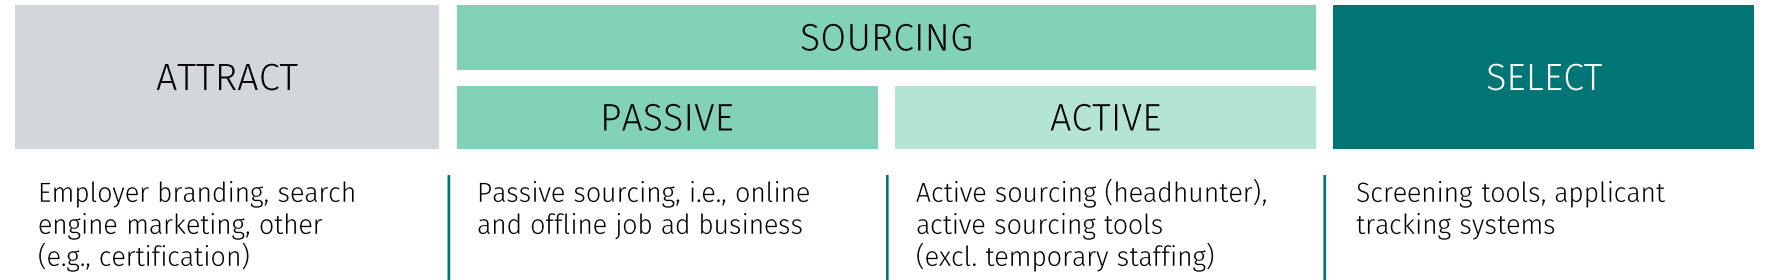 ATTRACT
SOURCING
PASSIVE
ACTIVE
SELECT
Employer branding, search
engine marketing, other
(e.g., certification)
Passive sourcing, i.e., online
and offline job ad business
Active sourcing (headhunter),
active sourcing tools
(excl. temporary staffing)
Screening tools, applicant
tracking systems